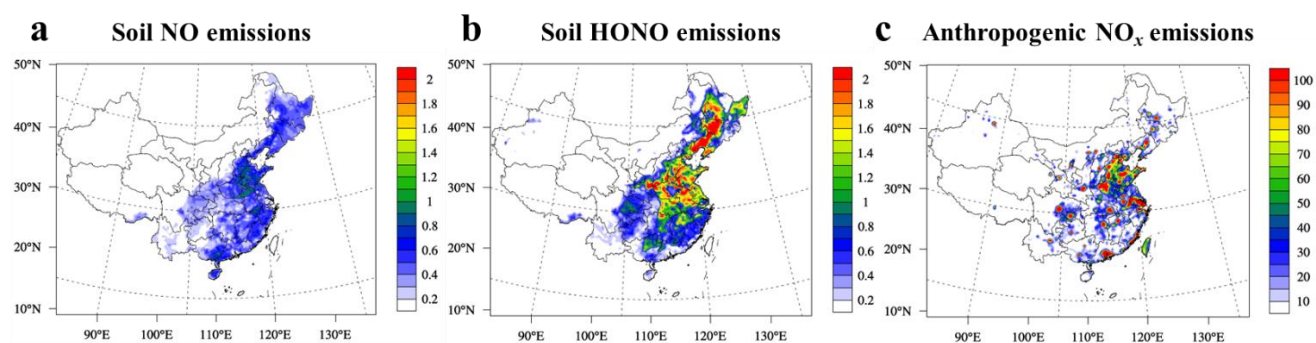 a Soil NO emissions
b Soil HONO emissions
c Anthropogenic NOx emissions
50°N
40°N
30°N
20°N
10°N
90°E 100°E 110°E 120°E 130°E
2
1.8
1.6
1.4
1.2
1
0.8
0.6
0.4
0.2
50°N
40°N
30°N
20°N
10°N
90°E 100°E 110°E 120°E 130°E
2
1.8
1.6
1.4
1.2
1
0.8
0.6
0.4
0.2
50°N
40°N
30°N
20°N
10°N
90°E 100°E 110°E 120°E 130°E
100
90
80
70
60
50
40
30
20
10